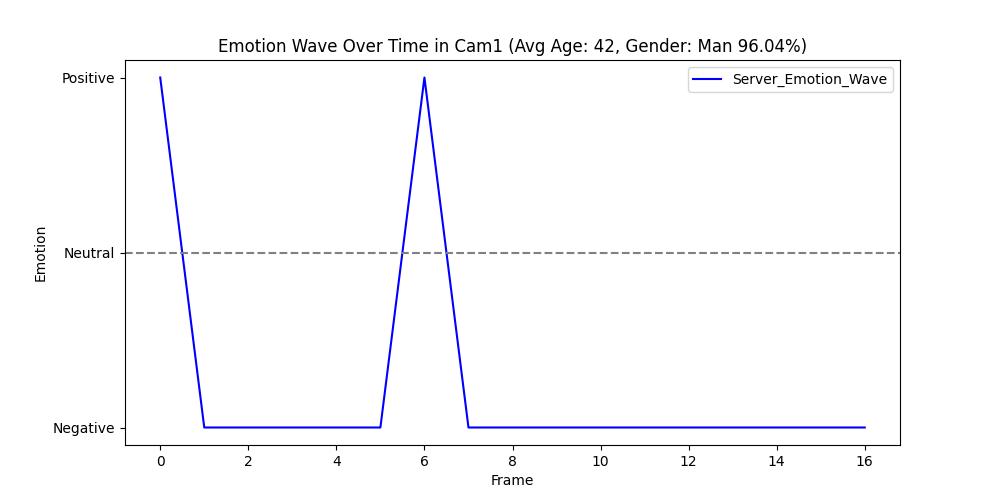 Emotion Wave Over Time in Cam1 (Avg Age: 42, Gender: Man 96.04%)
Server_Emotion_Wave
Positive
Neutral
Negative
Emotion
0 2 4 6 8 10 12 14 16
Frame